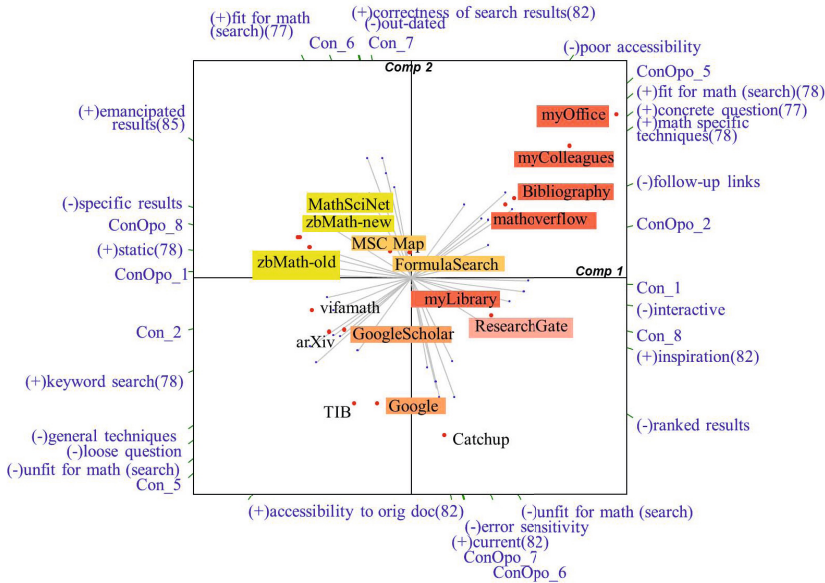 (+)correctness of search results(82)
(+)fit for math
(search)(77)
(-)out-dated
Con_6
Con_7
(-)poor accessibility
Comp 2
ConOpo_5
(+)fit for math (search)(78)
(+)emancipated
results(85)
myOffice
(+)concrete question(77)
(+)math specific
techniques(78)
myColleagues
(-)follow-up links
Bibliography
(-)specific results
MathSciNet
mathoverflow
zbMath-new
ConOpo_8
ConOpo_2
MSC_Map
(+)static(78)
zbMath-old
FormulaSearch
ConOpo_1
Comp 1
Con_1
myLibrary
vifamath
(-)interactive
ResearchGate
Con_2
GoogleScholar
Con_8
arXiv
(+)inspiration(82)
(+)keyword search(78)
TIB
Google
(-)ranked results
(-)general techniques
Catchup
(-)loose question
(-)unfit for math (search)
Con_5
(+)accessibility to orig doc(82)
(-)unfit for math (search)
(-)error sensitivity
(+)current(82)
ConOpo_7
ConOpo_6